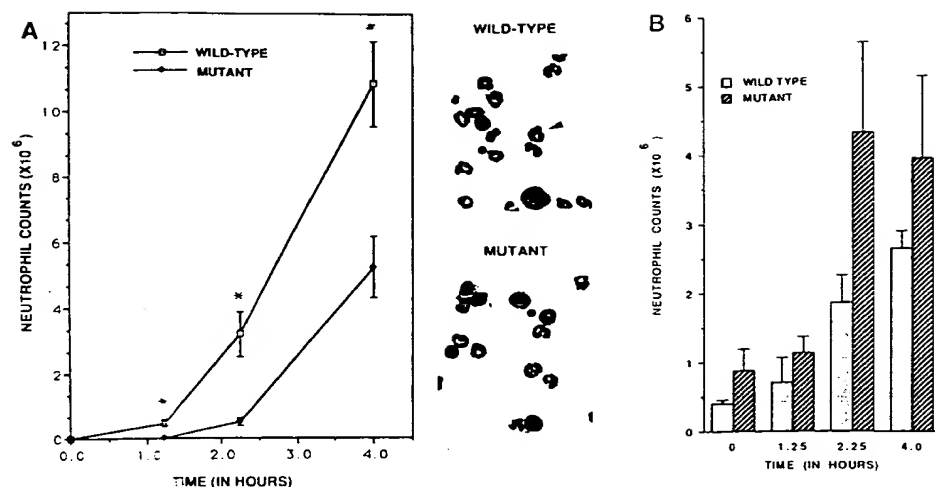 A
WILD-TYPE
MUTANT
NEUTROPHIL COUNTS (X10⁶)
12
10
8
6
4
2
0
0.0
1.0
2.0
3.0
4.0
TIME (IN HOURS)
WILD-TYPE
MUTANT
B
WILD TYPE
MUTANT
NEUTROPHIL COUNTS (X10⁶)
6
5
4
3
2
1
0
0
1.25
2.25
4.0
TIME (IN HOURS)